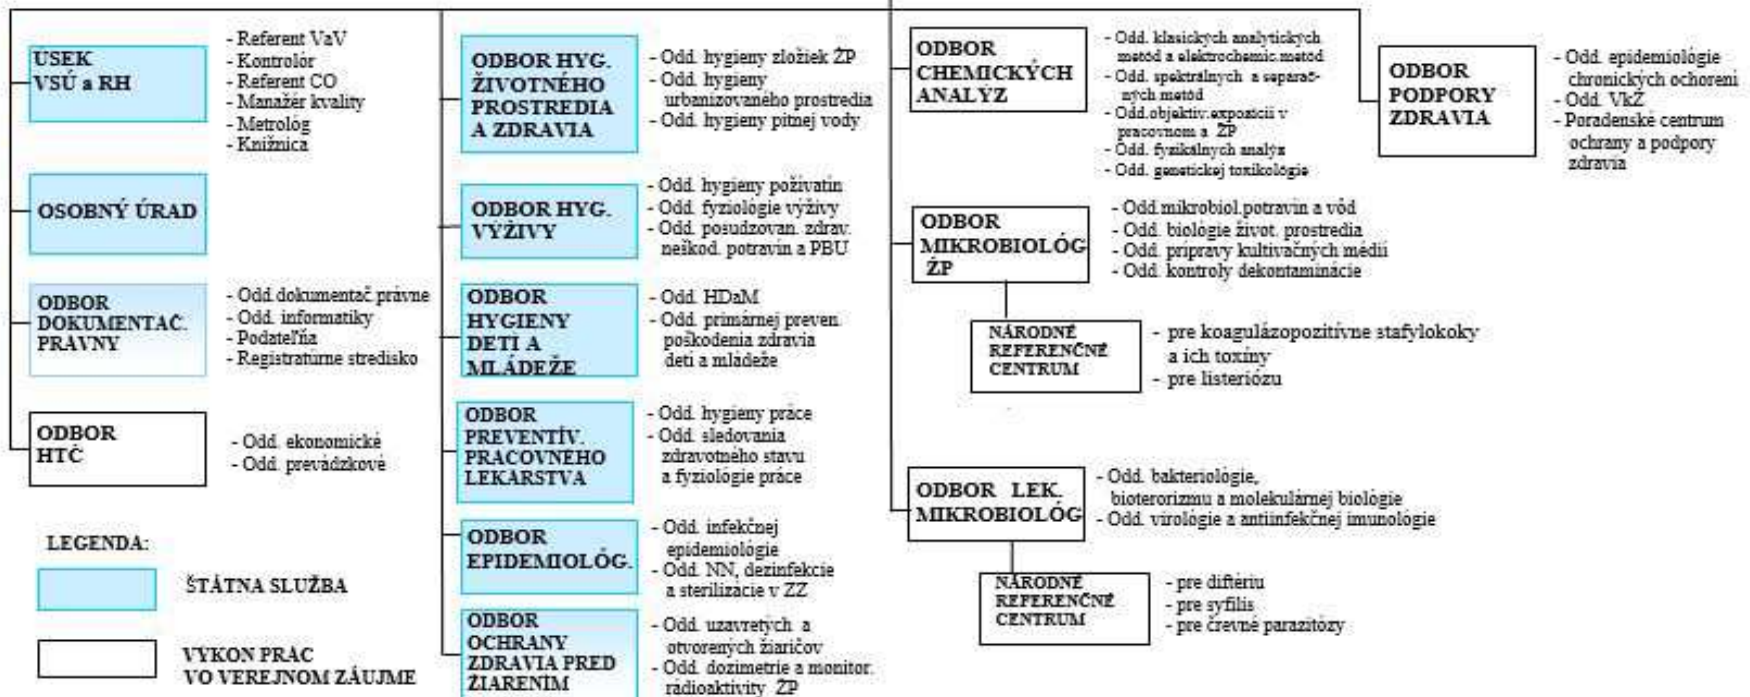 ÚSEK
VSÚ a RH
- Referent VaV
- Kontrolór
- Referent CO
- Manažér kvality
- Metrológ
- Knižnica
OSOBNÝ ÚRAD
ODBOR
DOKUMENTAČ.
PRÁVNY
- Odd.dokumentač.právne
- Odd. informatiky
- Podateľňa
- Registratúrne stredisko
ODBOR
HTČ
- Odd. ekonomické
- Odd. prevádzkové
LEGENDA:
ŠTÁTNA SLUŽBA
VÝKON PRÁC
VO VEREJNOM ZÁUJME
ODBOR HYG.
ŽIVOTNÉHO
PROSTREDIA
A ZDRAVIA
- Odd. hygieny zložiek ŽP
- Odd. hygieny
urbanizovaného prostredia
- Odd. hygieny pitnej vody
ODBOR HYG.
VÝŽIVY
- Odd. hygieny požívatín
- Odd. fyziológie výživy
- Odd. posudzovan. zdrav.
neškod. potravín a PBU
ODBOR
HYGIENY
DETI A
MLÁDEŽE
- Odd. HDaM
- Odd. primárnej preven.
poškodenia zdravia
deti a mládeže
ODBOR
PREVENTÍV.
PRACOVNÉHO
LEKÁRSTVA
- Odd. hygieny práce
- Odd. sledovania
zdravotného stavu
a fyziológie práce
ODBOR
EPIDEMIOLÓG.
- Odd. infekčnej
epidemiológie
- Odd. NN, dezinfekcie
a sterilizácie v ZZ
ODBOR
OCHRANY
ZDRAVIA PRED
ŽIARENÍM
- Odd. uzavretých a
otvorených žiaričov
- Odd. dozimetrie a monitor.
rádioaktivity ŽP
ODBOR
CHEMICKÝCH
ANALÝZ
- Odd. klasických analytických
metód a elektrochemic.metód
- Odd. spektrálnych a separač-
ných metód
- Odd.objektiv.expozícií v
pracovnom a ŽP
- Odd. fyzikálnych analýz
- Odd. genetickej toxikológie
ODBOR
MIKROBIOLÓG
ŽP
- Odd.mikrobiol.potravín a vôd
- Odd. biológie život. prostredia
- Odd. prípravy kultivačných médií
- Odd. kontroly dekontaminácie
NÁRODNÉ
REFERENČNÉ
CENTRUM
- pre koagulázopozitívne stafylokoky
a ich toxíny
- pre listeriózu
ODBOR LEK.
MIKROBIOLÓG
- Odd. bakteriológie,
bioterorizmu a molekulárnej biológie
- Odd. virológie a antiinfekčnej imunológie
NÁRODNÉ
REFERENČNÉ
CENTRUM
- pre diftériu
- pre syfilis
- pre črevné parazitózy
ODBOR
PODPORY
ZDRAVIA
- Odd. epidemiológie
chronických ochorení
- Odd. VkZ
- Poradenské centrum
ochrany a podpory
zdravia